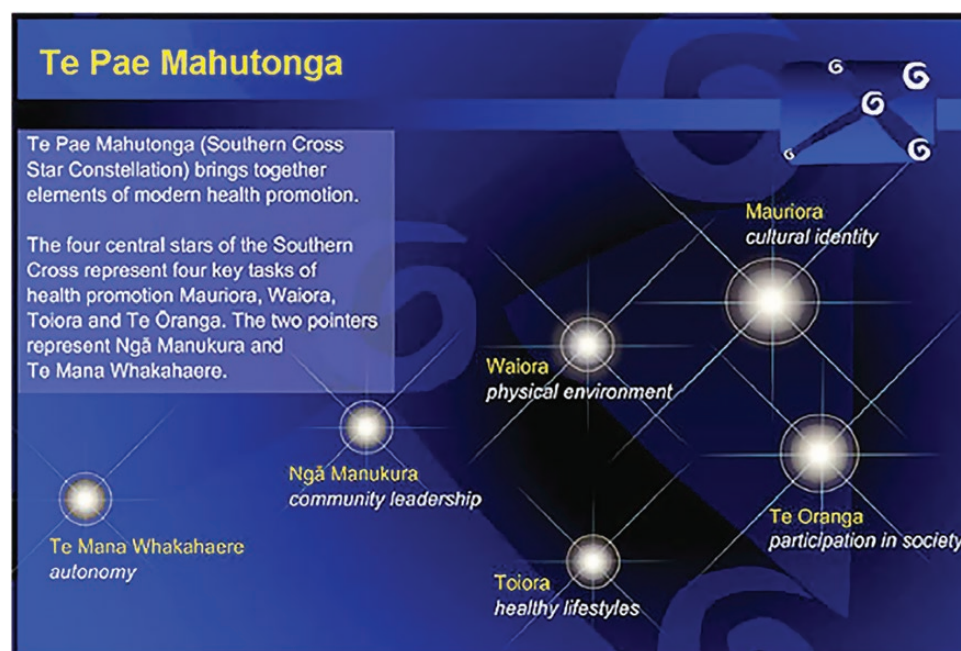 Te Pae Mahutonga
Te Pae Mahutonga (Southern Cross
Star Constellation) brings together
elements of modern health promotion.
The four central stars of the Southern
Cross represent four key tasks of
health promotion Mauriora, Waiora,
Toiora and Te Ōranga. The two pointers
represent Ngā Manukura and
Te Mana Whakahaere.
Mauriora
cultural identity
Waiora
physical environment
Ngā Manukura
community leadership
Te Oranga
participation in society
Te Mana Whakahaere
autonomy
Toiora
healthy lifestyles